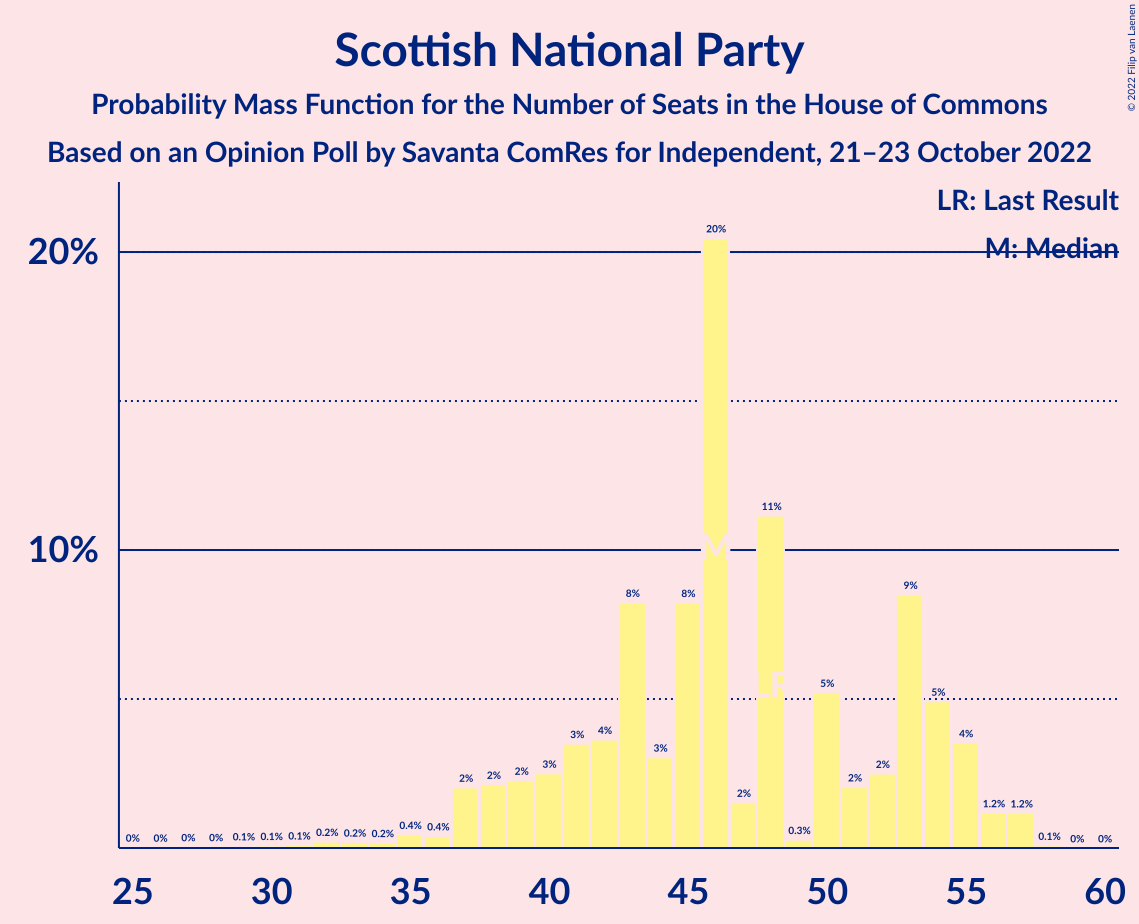 Scottish National Party
Probability Mass Function for the Number of Seats in the House of Commons
Based on an Opinion Poll by Savanta ComRes for Independent, 21–23 October 2022
© 2022 Filip van Laenen
LR: Last Result
M: Median
20%
10%
0% 0% 0% 0% 0.1% 0.1% 0.1% 0.2% 0.2% 0.2% 0.4% 0.4% 2% 2% 2% 3% 3% 4% 8% 3% 8% 20% 2% 11% 0.3% 5% 2% 2% 9% 5% 4% 1.2% 1.2% 0.1% 0% 0%
M
LR
25 30 35 40 45 50 55 60